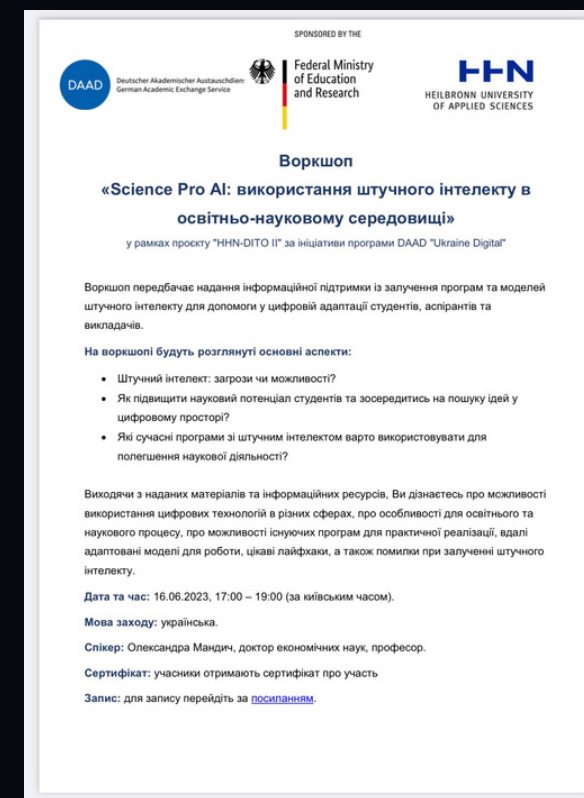 SPONSORED BY THE
DAAD
Deutscher Akademischer Austauschdien
German Academic Exchange Service
Federal Ministry
of Education
and Research
HHN
HEILBRONN UNIVERSITY
OF APPLIED SCIENCES
Воркшоп
«Science Pro AI: використання штучного інтелекту в
освітньо-науковому середовищі»
у рамках проєкту "HHN-DITO II" за ініціативи програми DAAD "Ukraine Digital"
Воркшоп передбачає надання інформаційної підтримки із залучення програм та моделей
штучного інтелекту для допомоги у цифровій адаптації студентів, аспірантів та
викладачів.
На воркшопі будуть розглянуті основні аспекти:
• Штучний інтелект: загрози чи можливості?
• Як підвищити науковий потенціал студентів та зосередитись на пошуку ідей у
цифровому просторі?
• Які сучасні програми зі штучним інтелектом варто використовувати для
полегшення наукової діяльності?
Виходячи з наданих матеріалів та інформаційних ресурсів, Ви дізнаєтесь про можливості
використання цифрових технологій в різних сферах, про особливості для освітнього та
наукового процесу, про можливості існуючих програм для практичної реалізації, вдалі
адаптовані моделі для роботи, цікаві лайфхаки, а також помилки при залученні штучного
інтелекту.
Дата та час: 16.06.2023, 17:00 – 19:00 (за київським часом).
Мова заходу: українська.
Спікер: Олександра Мандич, доктор економічних наук, професор.
Сертифікат: учасники отримають сертифікат про участь
Запис: для запису перейдіть за посиланням.